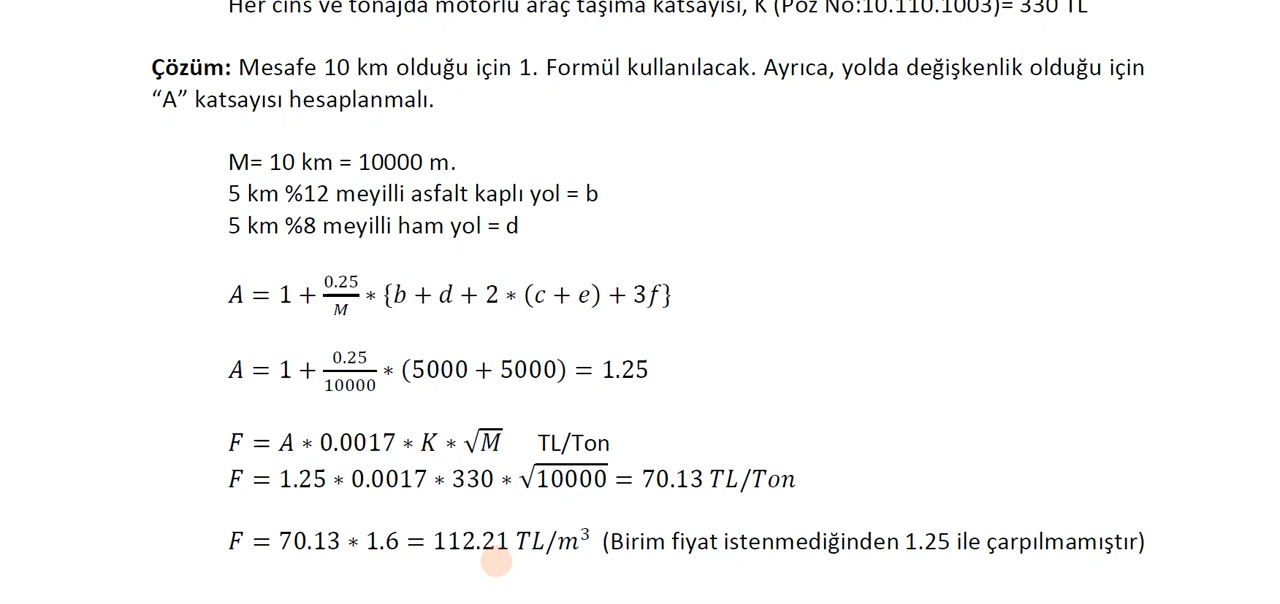 Her cins ve tonajda motorlu araç taşıma katsayısı, K (Poz No:10.110.1003)= 330 TL
Çözüm: Mesafe 10 km olduğu için 1. Formül kullanılacak. Ayrıca, yolda değişkenlik olduğu için
“A” katsayısı hesaplanmalı.
M= 10 km = 10000 m.
5 km %12 meyilli asfalt kaplı yol = b
5 km %8 meyilli ham yol = d
A = 1 + 0.25/M * {b + d + 2 * (c + e) + 3f}
A = 1 + 0.25/10000 * (5000 + 5000) = 1.25
F = A * 0.0017 * K * √M TL/Ton
F = 1.25 * 0.0017 * 330 * √10000 = 70.13 TL/Ton
F = 70.13 * 1.6 = 112.21 TL/m³ (Birim fiyat istenmediğinden 1.25 ile çarpılmamıştır)